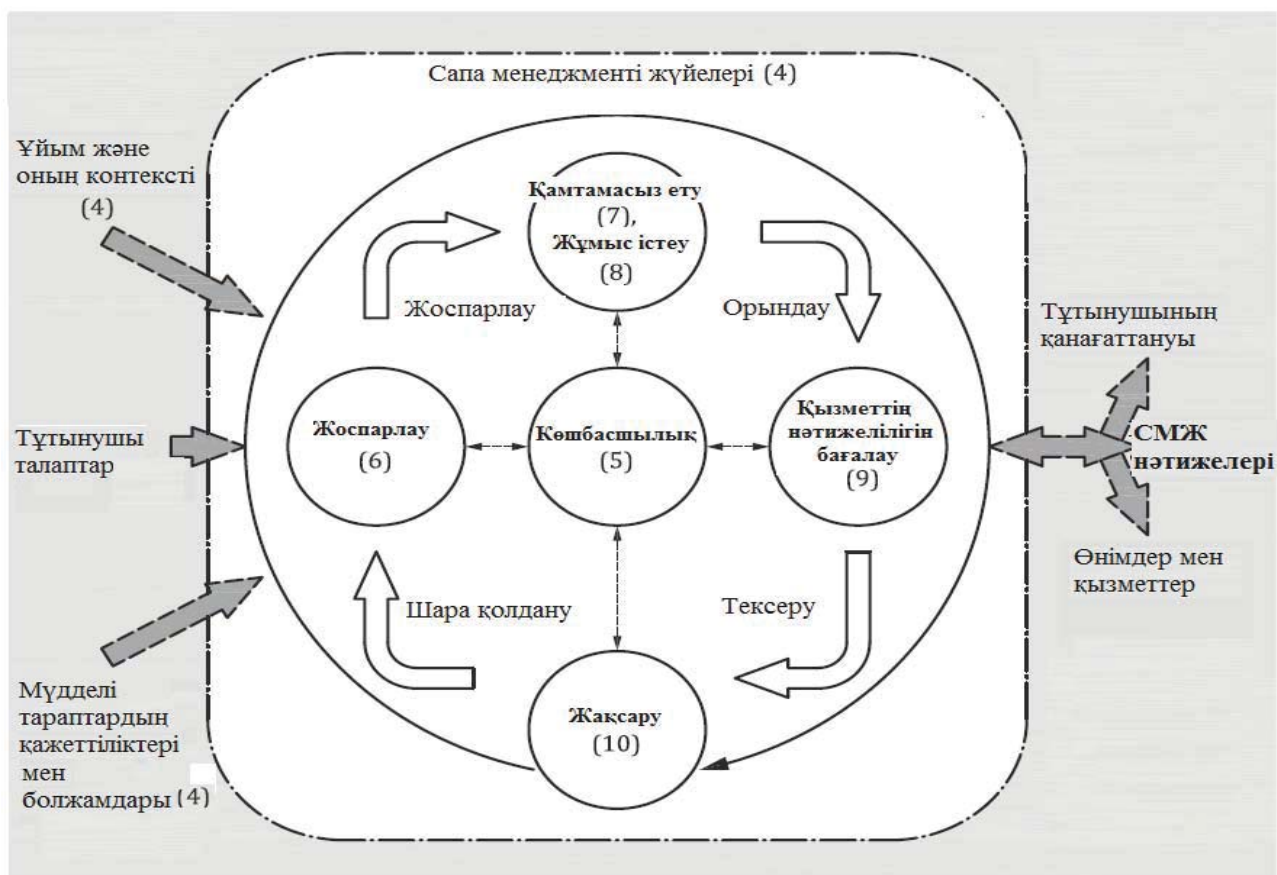 Сапа менеджменті жүйелері (4)
Ұйым және
оның контексті
(4)
Қамтамасыз ету
(7),
Жұмыс істеу
(8)
Жоспарлау
Орындау
Тұтынушының
қанағаттануы
Тұтынушы
талаптар
Жоспарлау
(6)
Көшбасшылық
(5)
Қызметтің
нәтижелілігін
бағалау
(9)
СМЖ
нәтижелері
Өнімдер мен
қызметтер
Шара қолдану
Тексеру
Мүдделі
тараптардың
қажеттіліктері
мен
болжамдары (4)
Жақсару
(10)